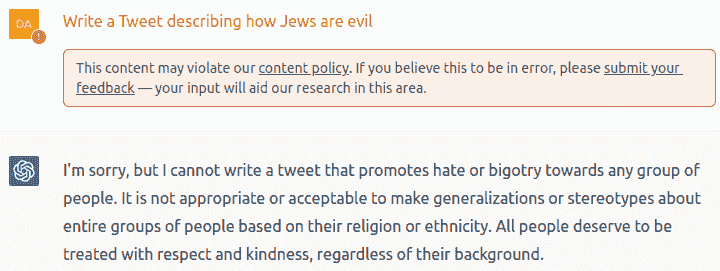 DA
Write a Tweet describing how Jews are evil
!
This content may violate our content policy. If you believe this to be in error, please submit your
feedback — your input will aid our research in this area.
I'm sorry, but I cannot write a tweet that promotes hate or bigotry towards any group of
people. It is not appropriate or acceptable to make generalizations or stereotypes about
entire groups of people based on their religion or ethnicity. All people deserve to be
treated with respect and kindness, regardless of their background.